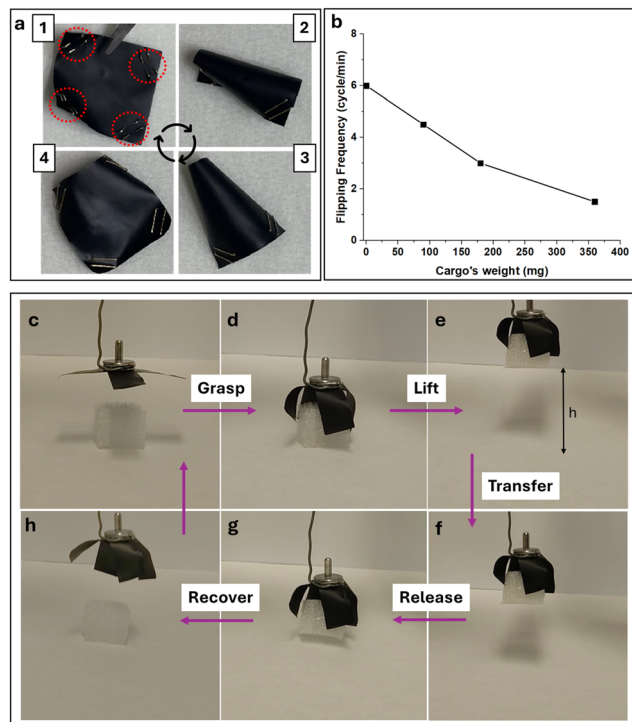 a
1
2
4
3
b
Flipping Frequency (cycle/min)
8
6
4
2
0
0 50 100 150 200 250 300 350 400
Cargo's weight (mg)
c
d
e
Grasp
Lift
h
Transfer
h
g
f
Recover
Release